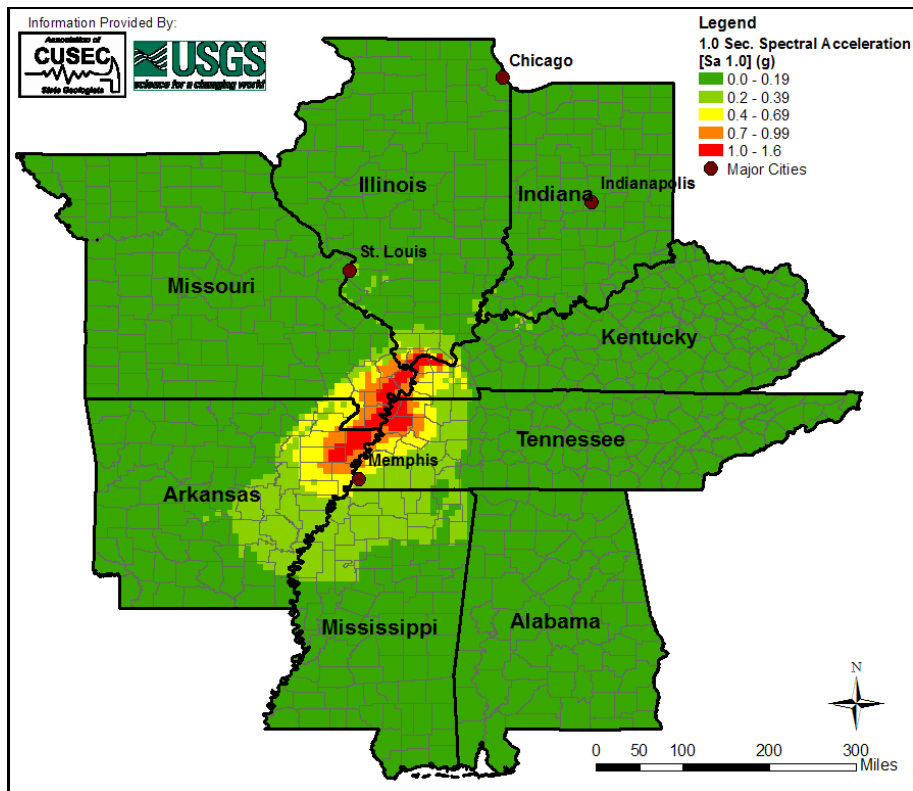 Information Provided By:
Association of
CUSEC
State Geologists
USGS
science for a changing world
Legend
1.0 Sec. Spectral Acceleration
[Sa 1.0] (g)
0.0 - 0.19
0.2 - 0.39
0.4 - 0.69
0.7 - 0.99
1.0 - 1.6
Major Cities
Chicago
Illinois
Indiana
Indianapolis
St. Louis
Missouri
Kentucky
Tennessee
Memphis
Arkansas
Mississippi
Alabama
N
0 50 100 200 300
Miles